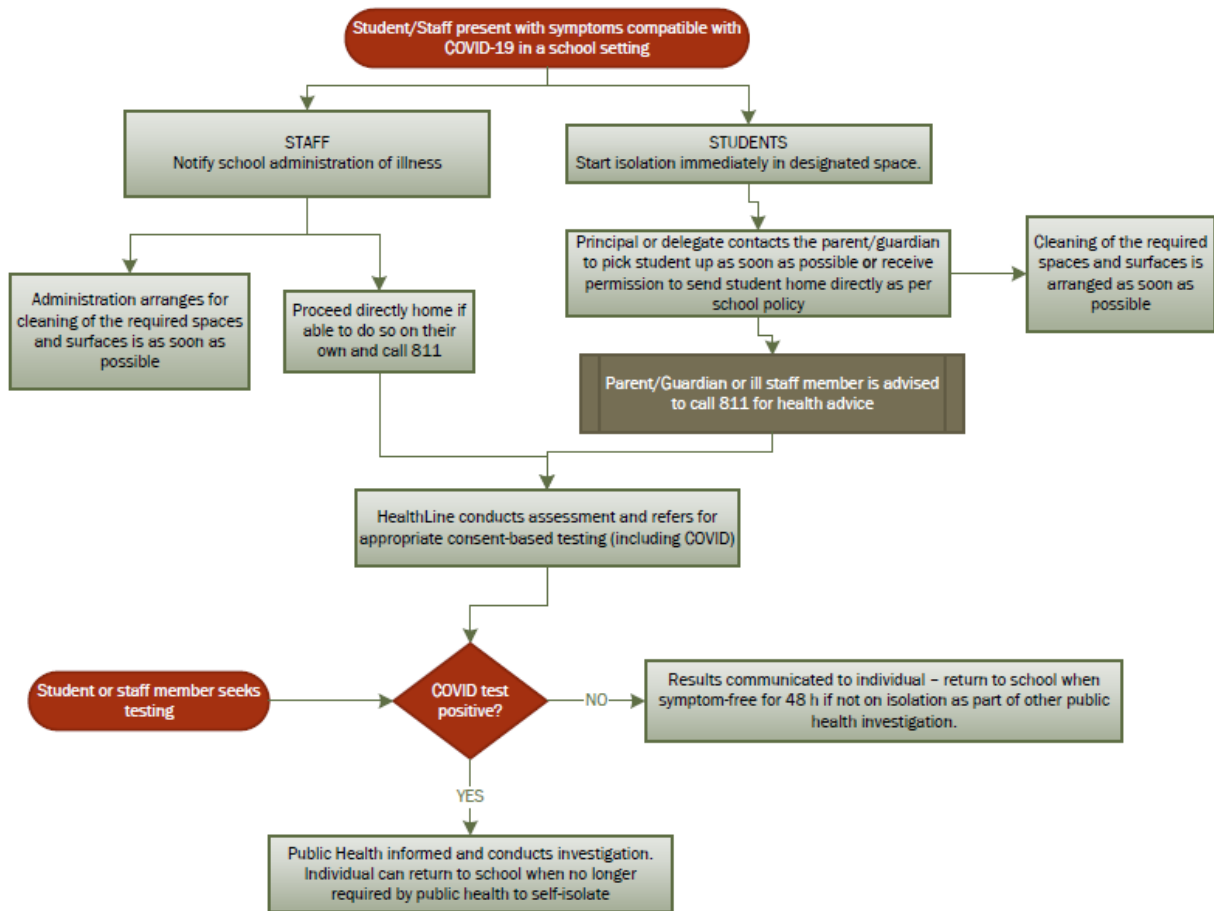 Student/Staff present with symptoms compatible with
COVID-19 in a school setting
STAFF
Notify school administration of illness
STUDENTS
Start isolation immediately in designated space.
Administration arranges for
cleaning of the required spaces
and surfaces is as soon as
possible
Proceed directly home if
able to do so on their
own and call 811
Principal or delegate contacts the parent/guardian
to pick student up as soon as possible or receive
permission to send student home directly as per
school policy
Cleaning of the required
spaces and surfaces is
arranged as soon as
possible
Parent/Guardian or ill staff member is advised
to call 811 for health advice
HealthLine conducts assessment and refers for
appropriate consent-based testing (including COVID)
Student or staff member seeks
testing
COVID test
positive?
NO
Results communicated to individual – return to school when
symptom-free for 48 h if not on isolation as part of other public
health investigation.
YES
Public Health informed and conducts investigation.
Individual can return to school when no longer
required by public health to self-isolate